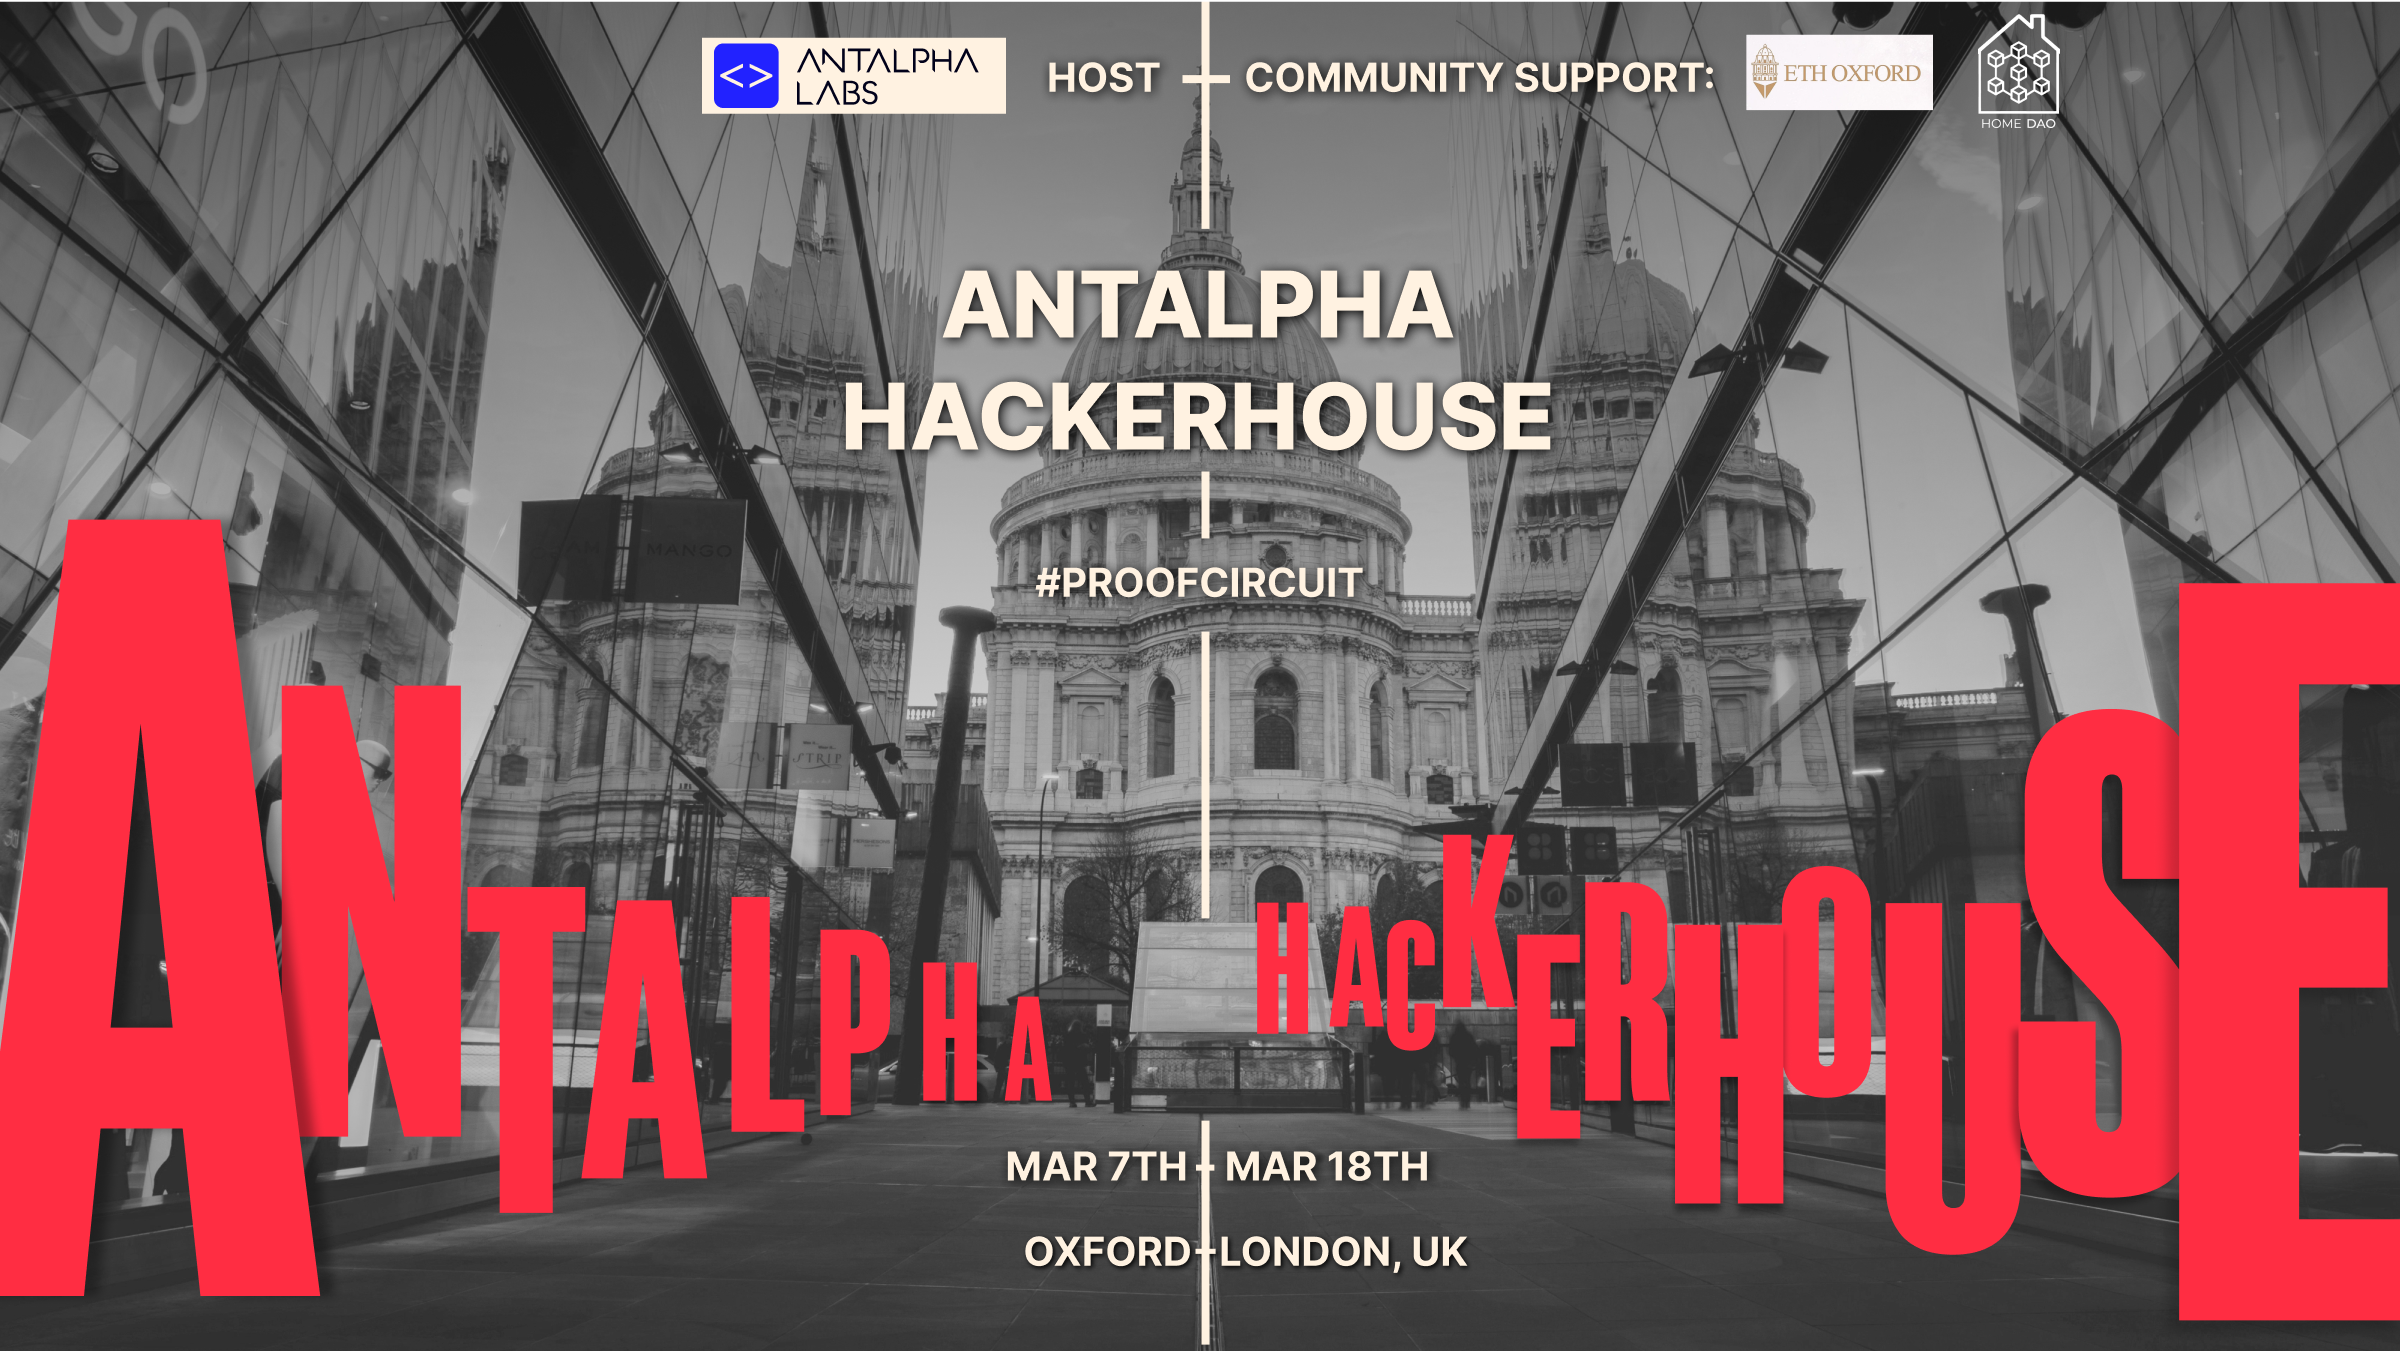 ANTALPHA
LABS
HOST — COMMUNITY SUPPORT:
ETH OXFORD
HOME DAO
ANTALPHA
HACKERHOUSE
#PROOFCIRCUIT
MANGO
STRIP
ANTALPHA HACKERHOUSE
MAR 7TH - MAR 18TH
OXFORD-LONDON, UK